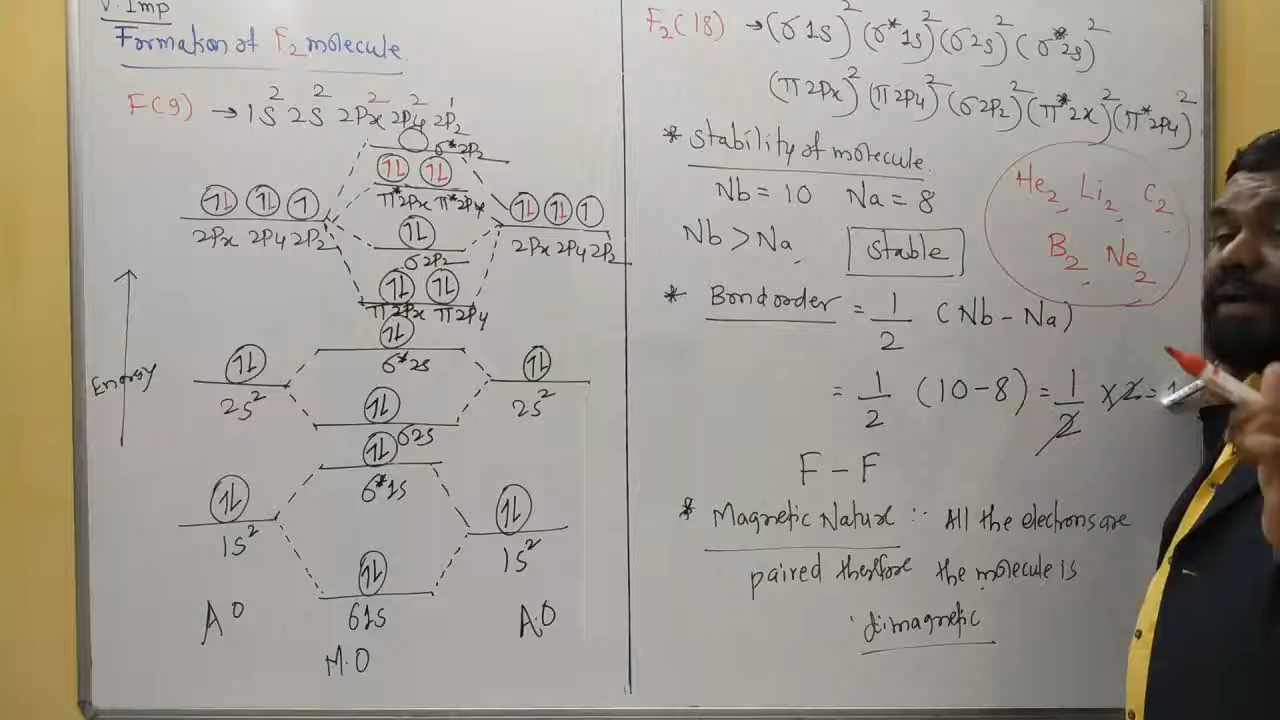 V. Imp
Formation of F₂ molecule
F(9) → 1S² 2S² 2Px² 2Py² 2Pz¹
σ*2Pz
π*2Px π*2Py
2Px 2Py 2Pz
2Px 2Py 2Pz
σ2Pz
π2Px π2Py
σ*2s
2S²
2S²
σ2s
σ*1s
1S²
1S²
σ1s
Energy
A O
A.O
M.O
F₂(18) → (σ1s)² (σ*1s)² (σ2s)² (σ*2s)²
(π2Px)² (π2Py)² (σ2Pz)² (π*2x)² (π*2Py)²
* Stability of molecule
Nb = 10 Na = 8
Nb > Na, Stable
He₂, Li₂, C₂
B₂, Ne₂
* Bond order = 1/2 (Nb - Na)
= 1/2 (10 - 8) = 1/2 × 2 = 1
F - F
* Magnetic Nature :- All the electrons are
paired therefore the molecule is
dimagnetic